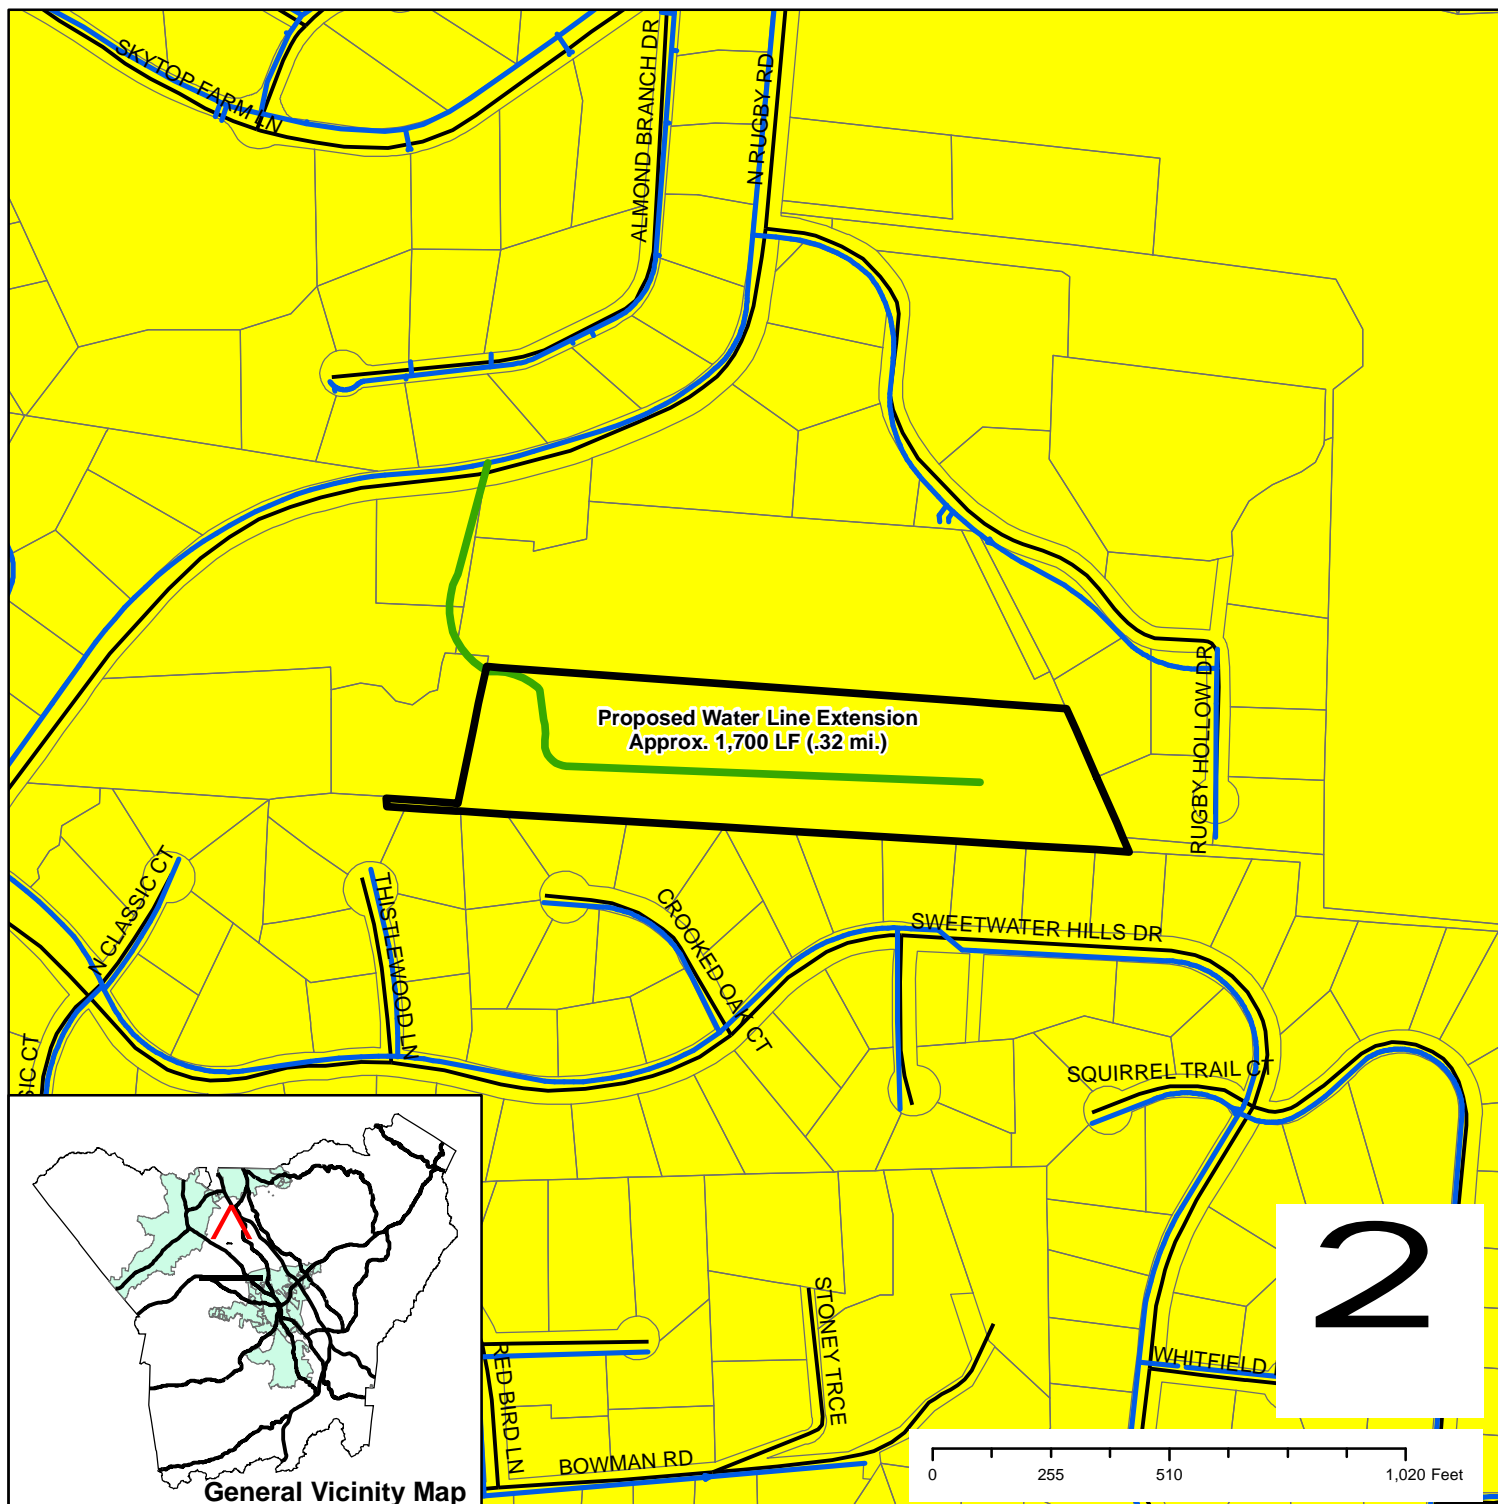 SKYTOP FARM LN
ALMOND BRANCH DR
N RUGBY RD
Proposed Water Line Extension
Approx. 1,700 LF (.32 mi.)
RUGBY HOLLOW DR
N CLASSIC CT
THISTLEWOOD LN
CROOKED OAK CT
SWEETWATER HILLS DR
SIC CT
SQUIRREL TRAIL CT
2
STONEY TRCE
WHITFIELD
RED BIRD LN
BOWMAN RD
0 255 510 1,020 Feet
General Vicinity Map